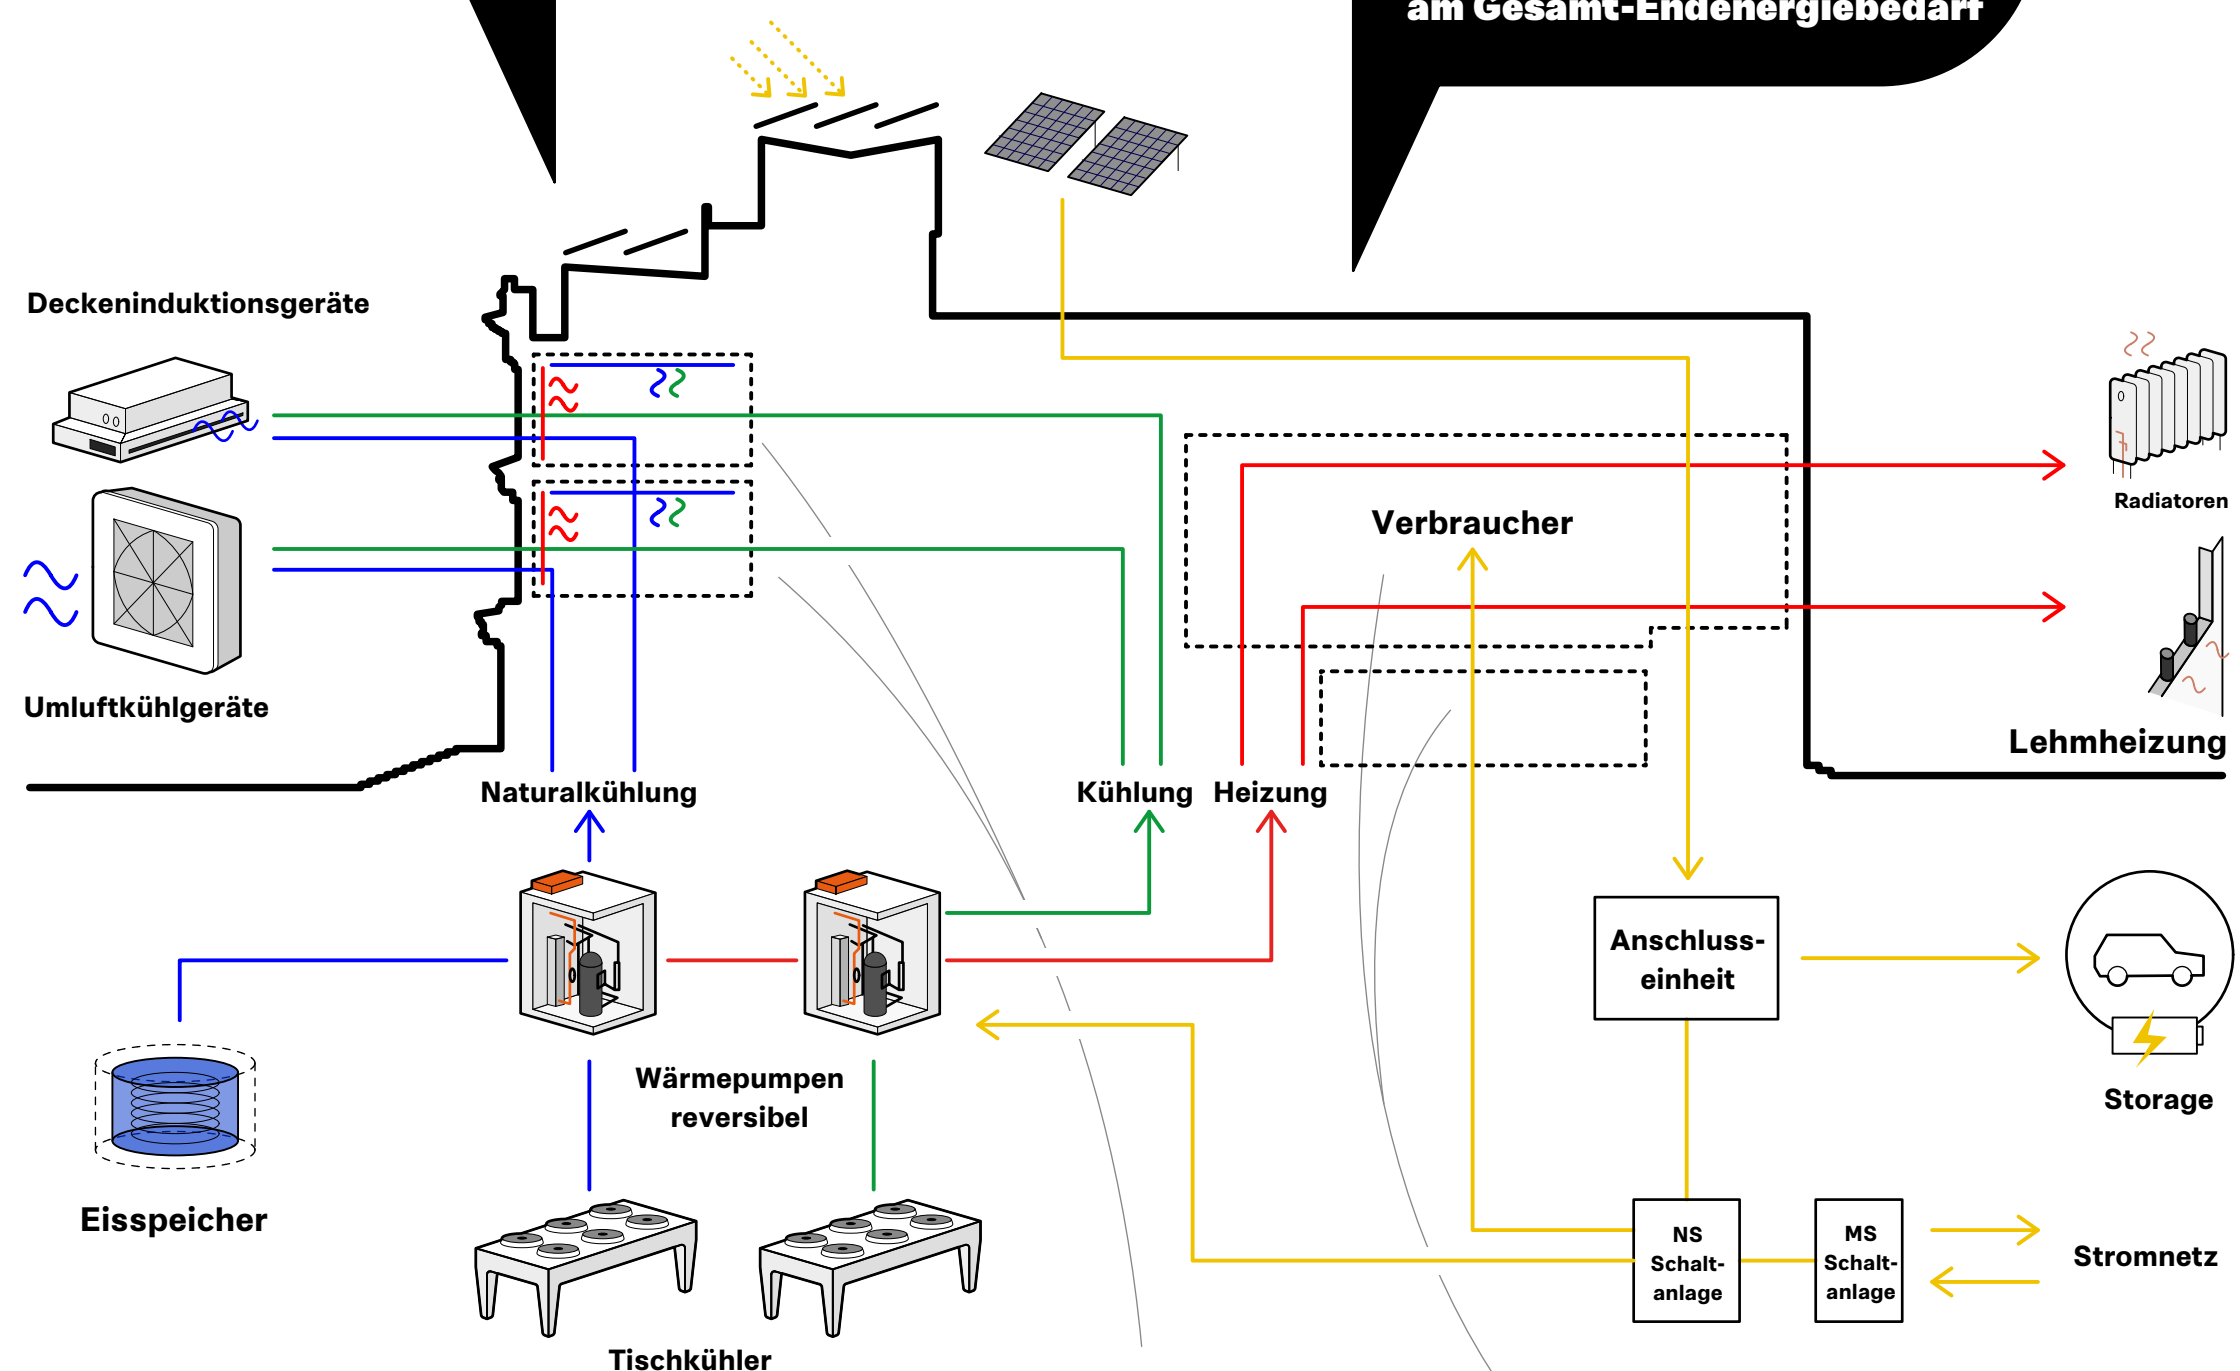 am Gesamt-Endenergiebedarf
Deckeninduktionsgeräte
Radiatoren
Verbraucher
Umluftkühlgeräte
Lehmheizung
Naturalkühlung
Kühlung
Heizung
Anschluss-
einheit
Wärmepumpen
reversibel
Storage
Eisspeicher
NS
Schalt-
anlage
MS
Schalt-
anlage
Stromnetz
Tischkühler